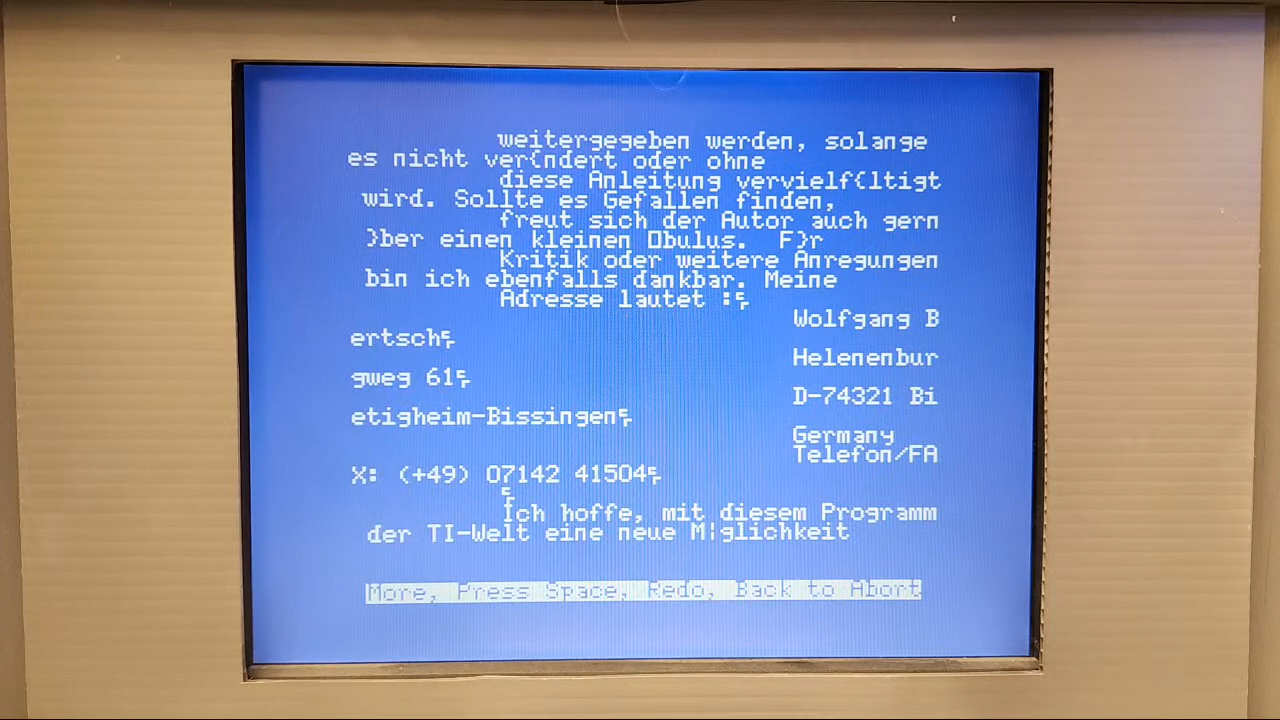 weitergegeben werden, solange
es nicht ver{ndert oder ohne
diese Anleitung vervielf{ltigt
wird. Sollte es Gefallen finden,
freut sich der Autor auch gern
}ber einen kleinen Obulus.  F}r
Kritik oder weitere Anregungen
bin ich ebenfalls dankbar. Meine
Adresse lautet :␍
Wolfgang B
ertsch␍
Helenenbur
gweg 61␍
D-74321 Bi
etigheim-Bissingen␍
Germany
Telefon/FA
X: (+49) 07142 41504␍
␍
Ich hoffe, mit diesem Programm
der TI-Welt eine neue M|glichkeit
More, Press Space, Redo, Back to Abort